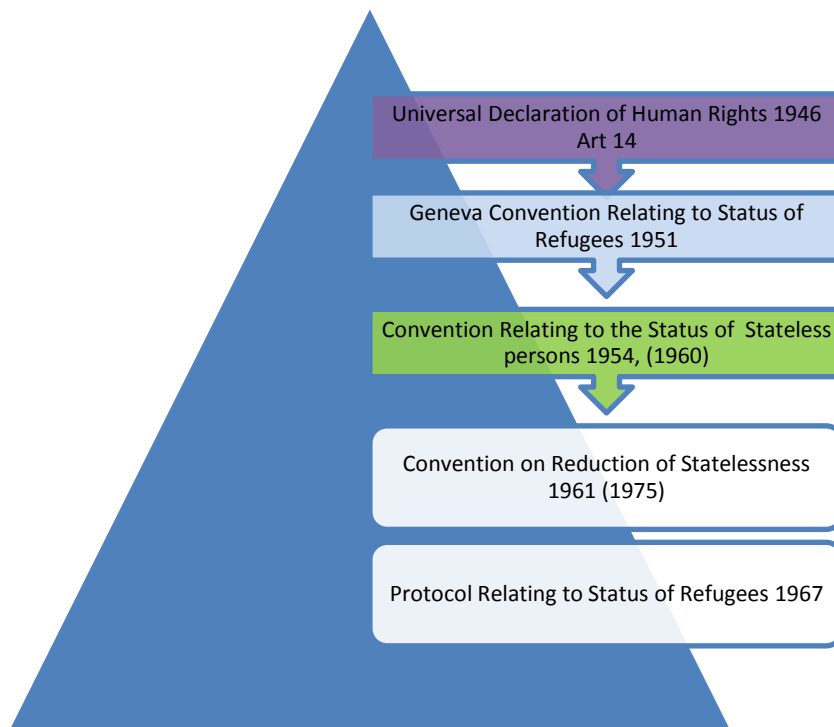 Universal Declaration of Human Rights 1946
Art 14
Geneva Convention Relating to Status of
Refugees 1951
Convention Relating to the Status of Stateless
persons 1954, (1960)
Convention on Reduction of Statelessness
1961 (1975)
Protocol Relating to Status of Refugees 1967